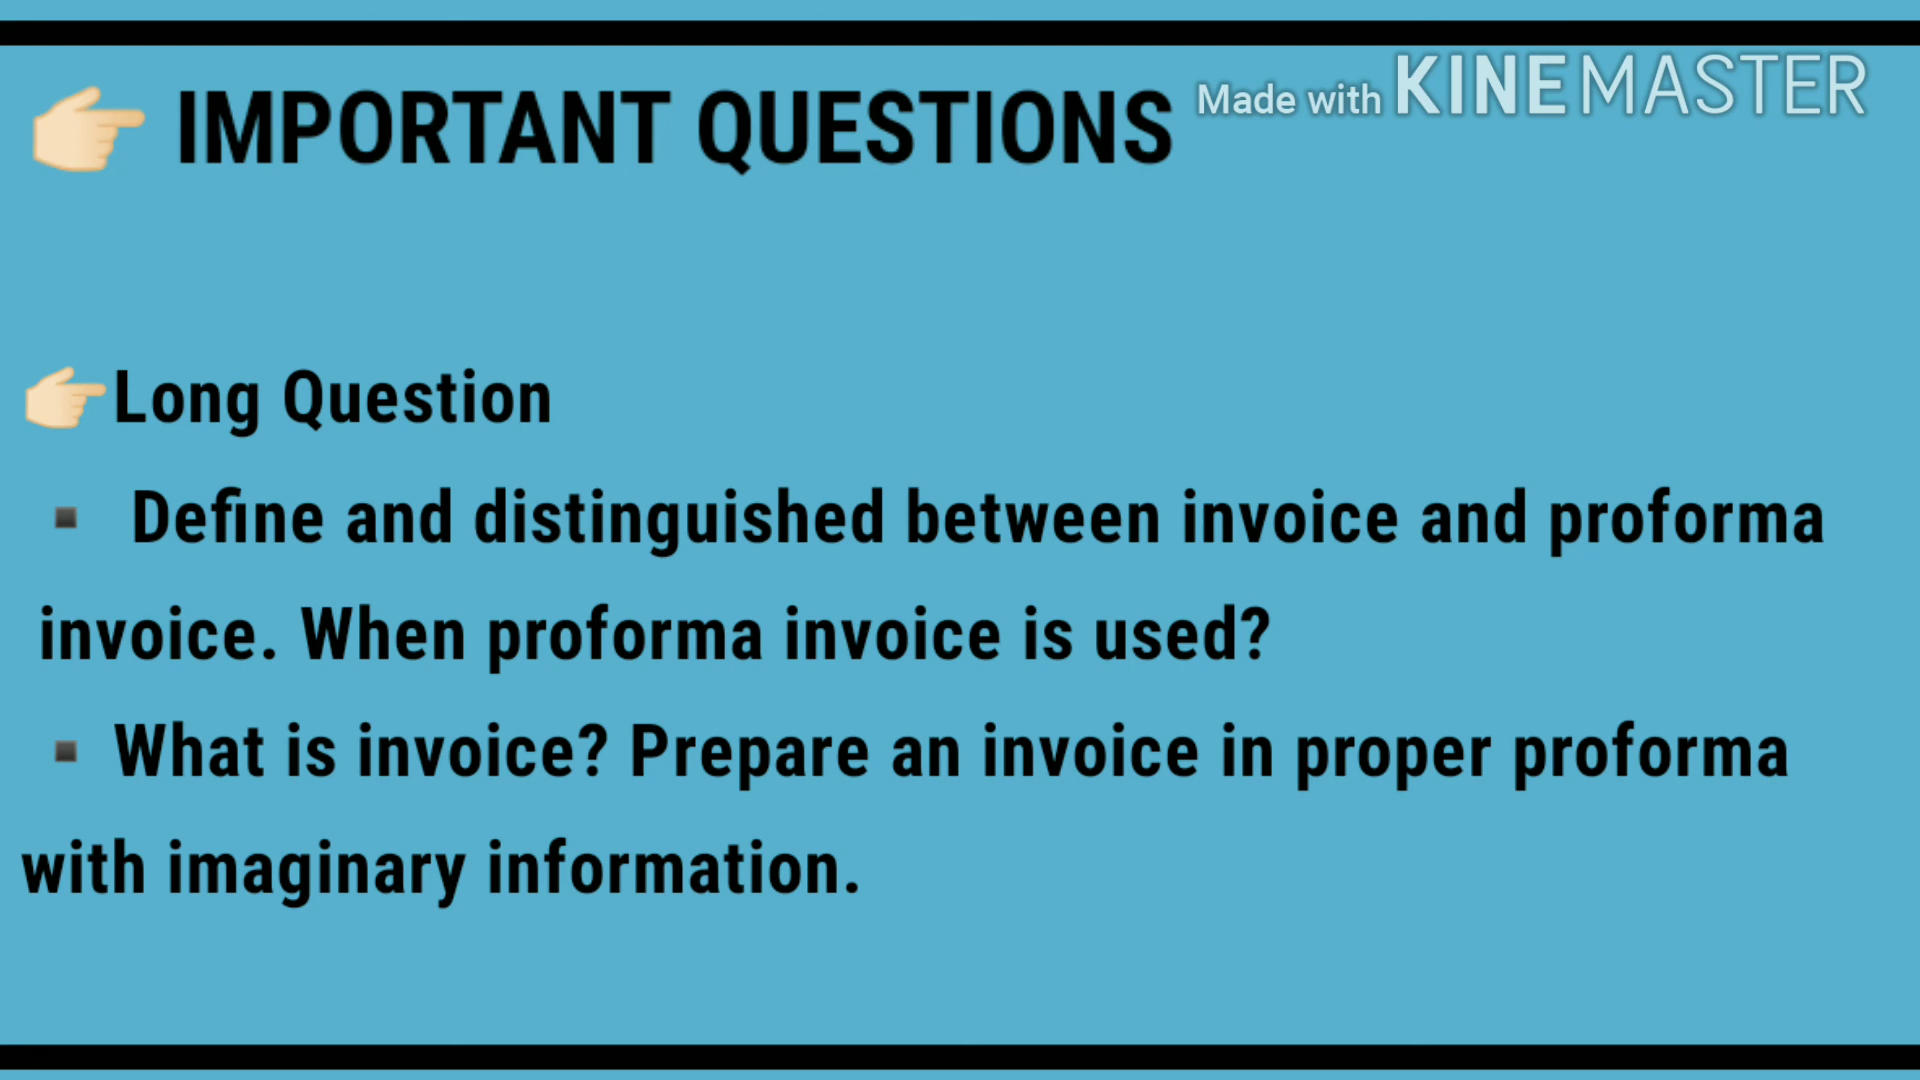 👉🏻 IMPORTANT QUESTIONS
Made with KINEMASTER
👉🏻Long Question
▪ Define and distinguished between invoice and proforma
invoice. When proforma invoice is used?
▪ What is invoice? Prepare an invoice in proper proforma
with imaginary information.